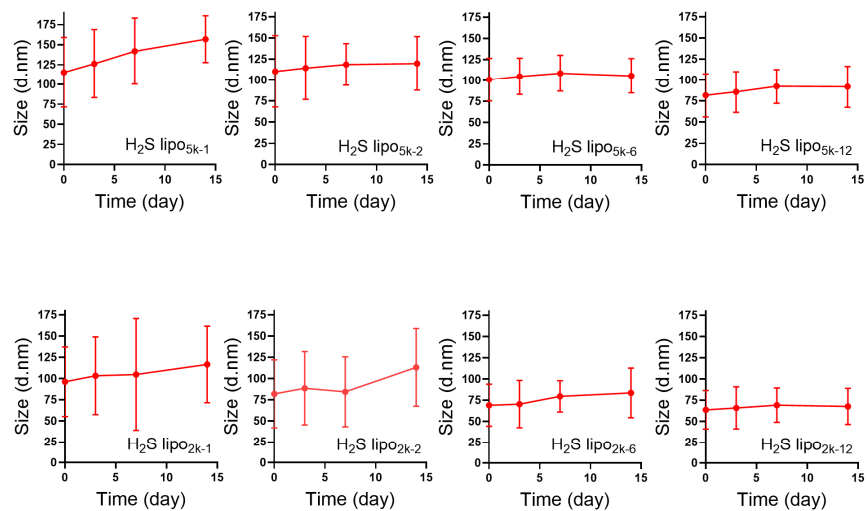 Size (d.nm)
175
150
125
100
75
50
25
0
0 5 10 15
Time (day)
H₂S lipo₅ₖ₋₁
Size (d.nm)
175
150
125
100
75
50
25
0
0 5 10 15
Time (day)
H₂S lipo₅ₖ₋₂
Size (d.nm)
175
150
125
100
75
50
25
0
0 5 10 15
Time (day)
H₂S lipo₅ₖ₋₆
Size (d.nm)
175
150
125
100
75
50
25
0
0 5 10 15
Time (day)
H₂S lipo₅ₖ₋₁₂
Size (d.nm)
175
150
125
100
75
50
25
0
0 5 10 15
Time (day)
H₂S lipo₂ₖ₋₁
Size (d.nm)
175
150
125
100
75
50
25
0
0 5 10 15
Time (day)
H₂S lipo₂ₖ₋₂
Size (d.nm)
175
150
125
100
75
50
25
0
0 5 10 15
Time (day)
H₂S lipo₂ₖ₋₆
Size (d.nm)
175
150
125
100
75
50
25
0
0 5 10 15
Time (day)
H₂S lipo₂ₖ₋₁₂